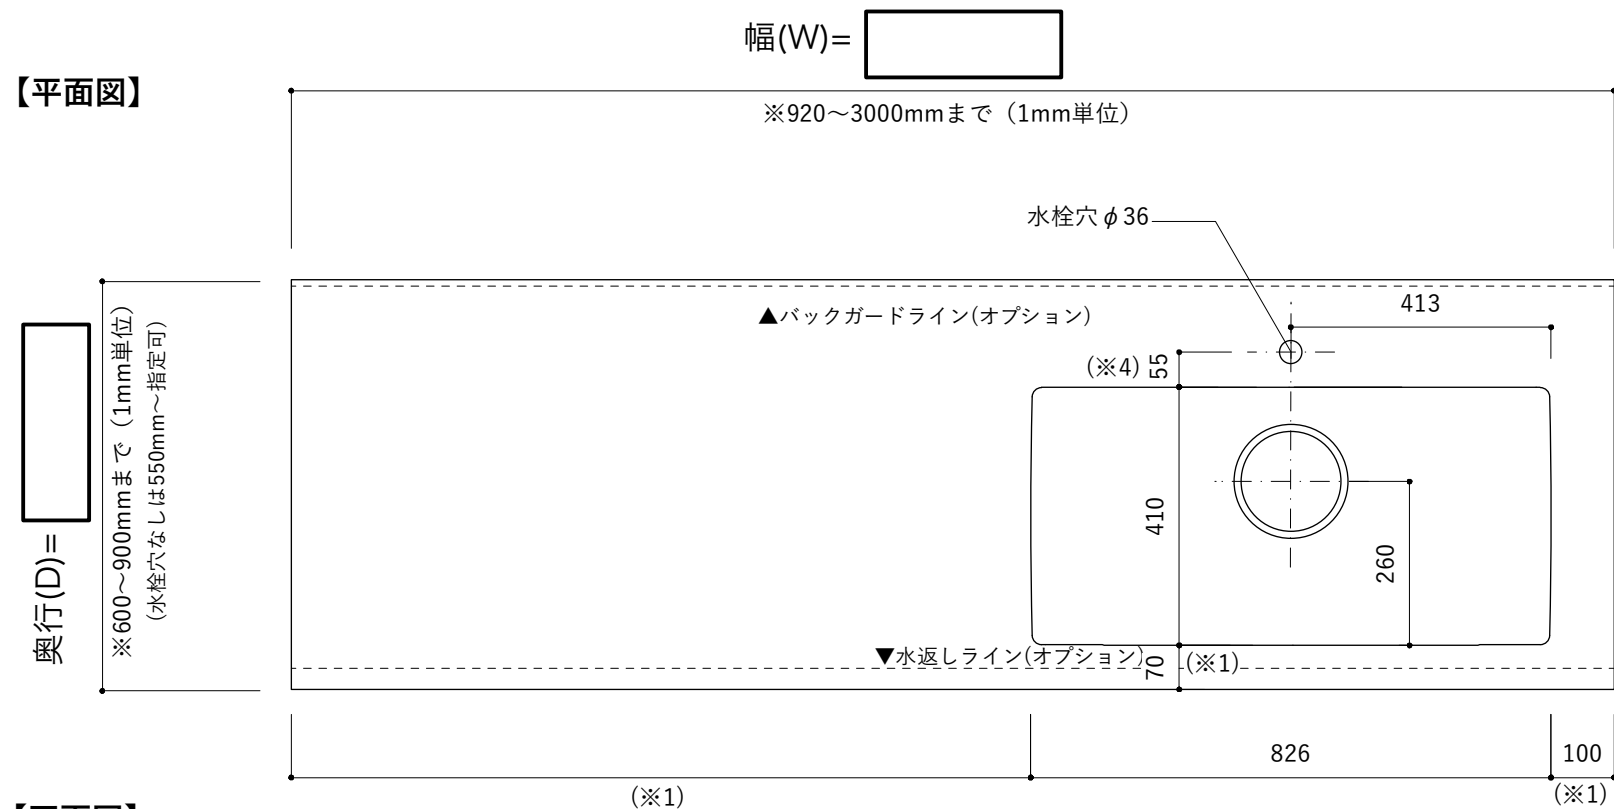 幅(W)=
【平面図】
※920～3000mmまで（1mm単位）
水栓穴φ36
▲バックガードライン(オプション)
413
(※4)
55
奥行(D)=
※600～900mmまで（1mm単位）
(水栓穴なしは550mm～指定可)
410
260
▼水返しライン(オプション)
70
(※1)
826
100
(※1)
(※1)